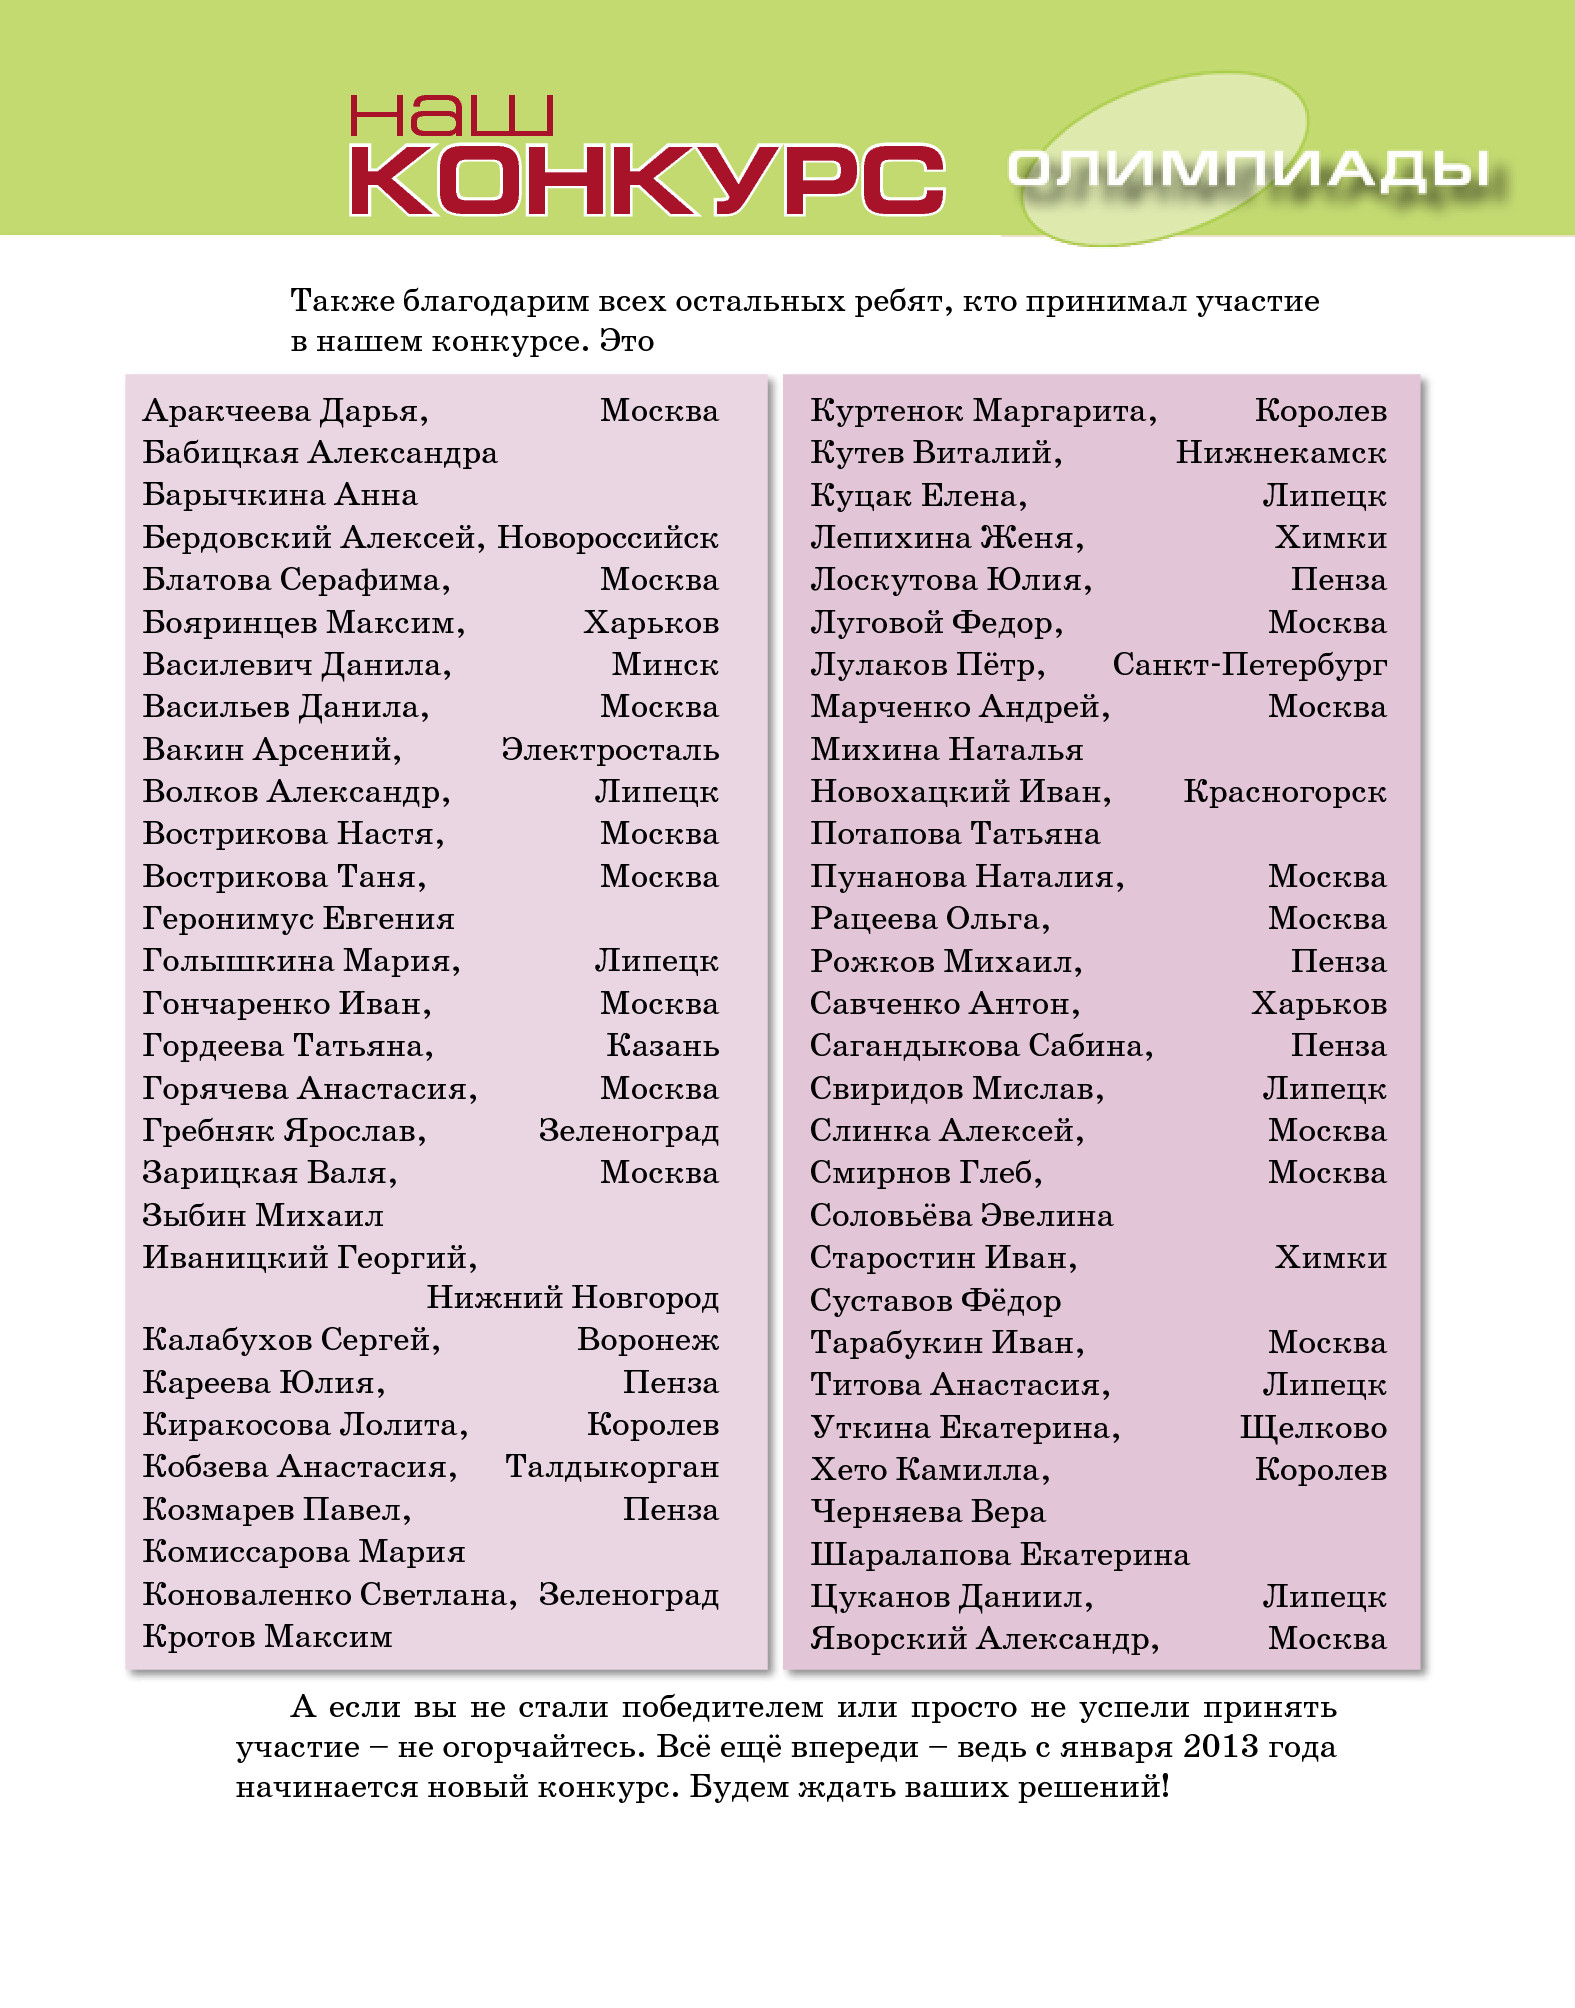 наш
КОНКУРС
ОЛИМПИАДЫ
Также благодарим всех остальных ребят, кто принимал участие
в нашем конкурсе. Это
Аракчеева Дарья, Москва
Бабицкая Александра
Барычкина Анна
Бердовский Алексей, Новороссийск
Блатова Серафима, Москва
Бояринцев Максим, Харьков
Василевич Данила, Минск
Васильев Данила, Москва
Вакин Арсений, Электросталь
Волков Александр, Липецк
Вострикова Настя, Москва
Вострикова Таня, Москва
Геронимус Евгения
Голышкина Мария, Липецк
Гончаренко Иван, Москва
Гордеева Татьяна, Казань
Горячева Анастасия, Москва
Гребняк Ярослав, Зеленоград
Зарицкая Валя, Москва
Зыбин Михаил
Иваницкий Георгий,
Нижний Новгород
Калабухов Сергей, Воронеж
Кареева Юлия, Пенза
Киракосова Лолита, Королев
Кобзева Анастасия, Талдыкорган
Козмарев Павел, Пенза
Комиссарова Мария
Коноваленко Светлана, Зеленоград
Кротов Максим
Куртенок Маргарита, Королев
Кутев Виталий, Нижнекамск
Куцак Елена, Липецк
Лепихина Женя, Химки
Лоскутова Юлия, Пенза
Луговой Федор, Москва
Лулаков Пётр, Санкт-Петербург
Марченко Андрей, Москва
Михина Наталья
Новохацкий Иван, Красногорск
Потапова Татьяна
Пунанова Наталия, Москва
Рацеева Ольга, Москва
Рожков Михаил, Пенза
Савченко Антон, Харьков
Сагандыкова Сабина, Пенза
Свиридов Мислав, Липецк
Слинка Алексей, Москва
Смирнов Глеб, Москва
Соловьёва Эвелина
Старостин Иван, Химки
Суставов Фёдор
Тарабукин Иван, Москва
Титова Анастасия, Липецк
Уткина Екатерина, Щелково
Хето Камилла, Королев
Черняева Вера
Шаралапова Екатерина
Цуканов Даниил, Липецк
Яворский Александр, Москва
А если вы не стали победителем или просто не успели принять
участие – не огорчайтесь. Всё ещё впереди – ведь с января 2013 года
начинается новый конкурс. Будем ждать ваших решений!